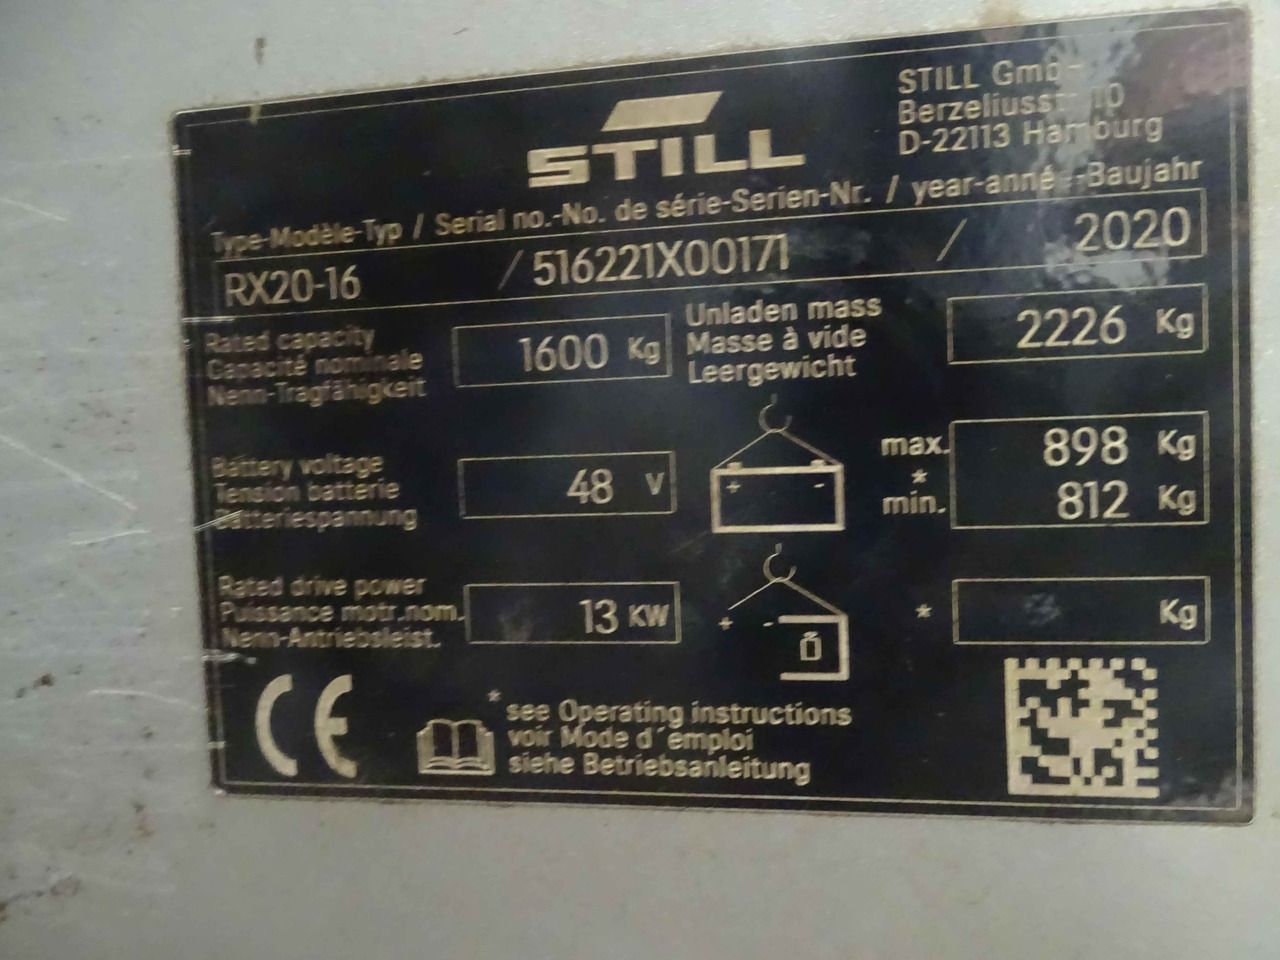 STILL
STILL GmbH
Berzeliusstr. 10
D-22113 Hamburg
Type-Modèle-Typ / Serial no.-No. de série-Serien-Nr. / year-année-Baujahr
RX20-16 / 516221X00171 / 2020
Rated capacity
Capacité nominale
Nenn-Tragfähigkeit
1600 Kg
Unladen mass
Masse à vide
Leergewicht
2226 Kg
Battery voltage
Tension batterie
Batteriespannung
48 V
+ -
max. 898 Kg
*
min. 812 Kg
Rated drive power
Puissance motr.nom.
Nenn-Antriebsleist.
13 KW
+ -
* Kg
CE
* see Operating instructions
voir Mode d´emploi
siehe Betriebsanleitung